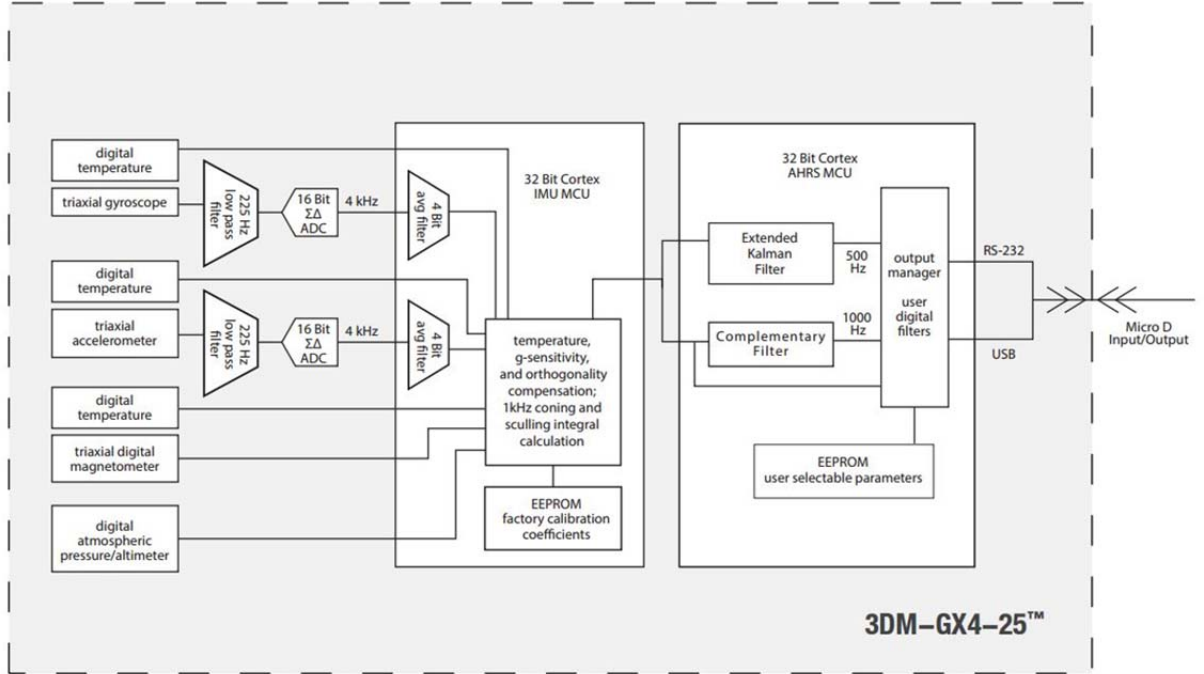 digital
temperature
triaxial gyroscope
225 Hz
low pass
filter
16 Bit
ΣΔ
ADC
4 kHz
4 Bit
avg filter
32 Bit Cortex
IMU MCU
digital
temperature
triaxial
accelerometer
225 Hz
low pass
filter
16 Bit
ΣΔ
ADC
4 kHz
4 Bit
avg filter
digital
temperature
triaxial digital
magnetometer
digital
atmospheric
pressure/altimeter
temperature,
g-sensitivity,
and orthogonality
compensation;
1kHz coning and
sculling integral
calculation
EEPROM
factory calibration
coefficients
32 Bit Cortex
AHRS MCU
Extended
Kalman
Filter
500
Hz
Complementary
Filter
1000
Hz
output
manager
user
digital
filters
EEPROM
user selectable parameters
RS-232
USB
Micro D
Input/Output
3DM–GX4–25™